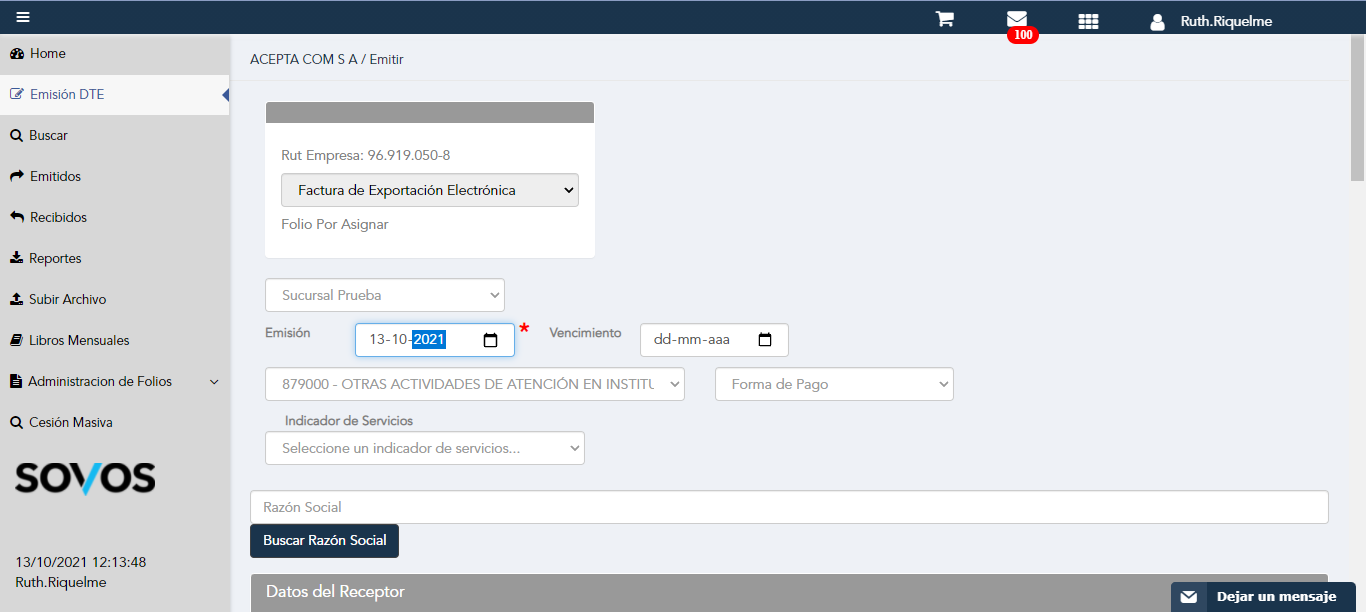 Ruth.Riquelme
100
Home
Emisión DTE
Buscar
Emitidos
Recibidos
Reportes
Subir Archivo
Libros Mensuales
Administracion de Folios
Cesión Masiva
SOVOS
13/10/2021 12:13:48
Ruth.Riquelme
ACEPTA COM S A / Emitir
Rut Empresa: 96.919.050-8
Factura de Exportación Electrónica
Folio Por Asignar
Sucursal Prueba
Emisión 13-10-2021 * Vencimiento dd-mm-aaa
879000 - OTRAS ACTIVIDADES DE ATENCIÓN EN INSTITU Forma de Pago
Indicador de Servicios
Seleccione un indicador de servicios...
Razón Social
Buscar Razón Social
Datos del Receptor
Dejar un mensaje